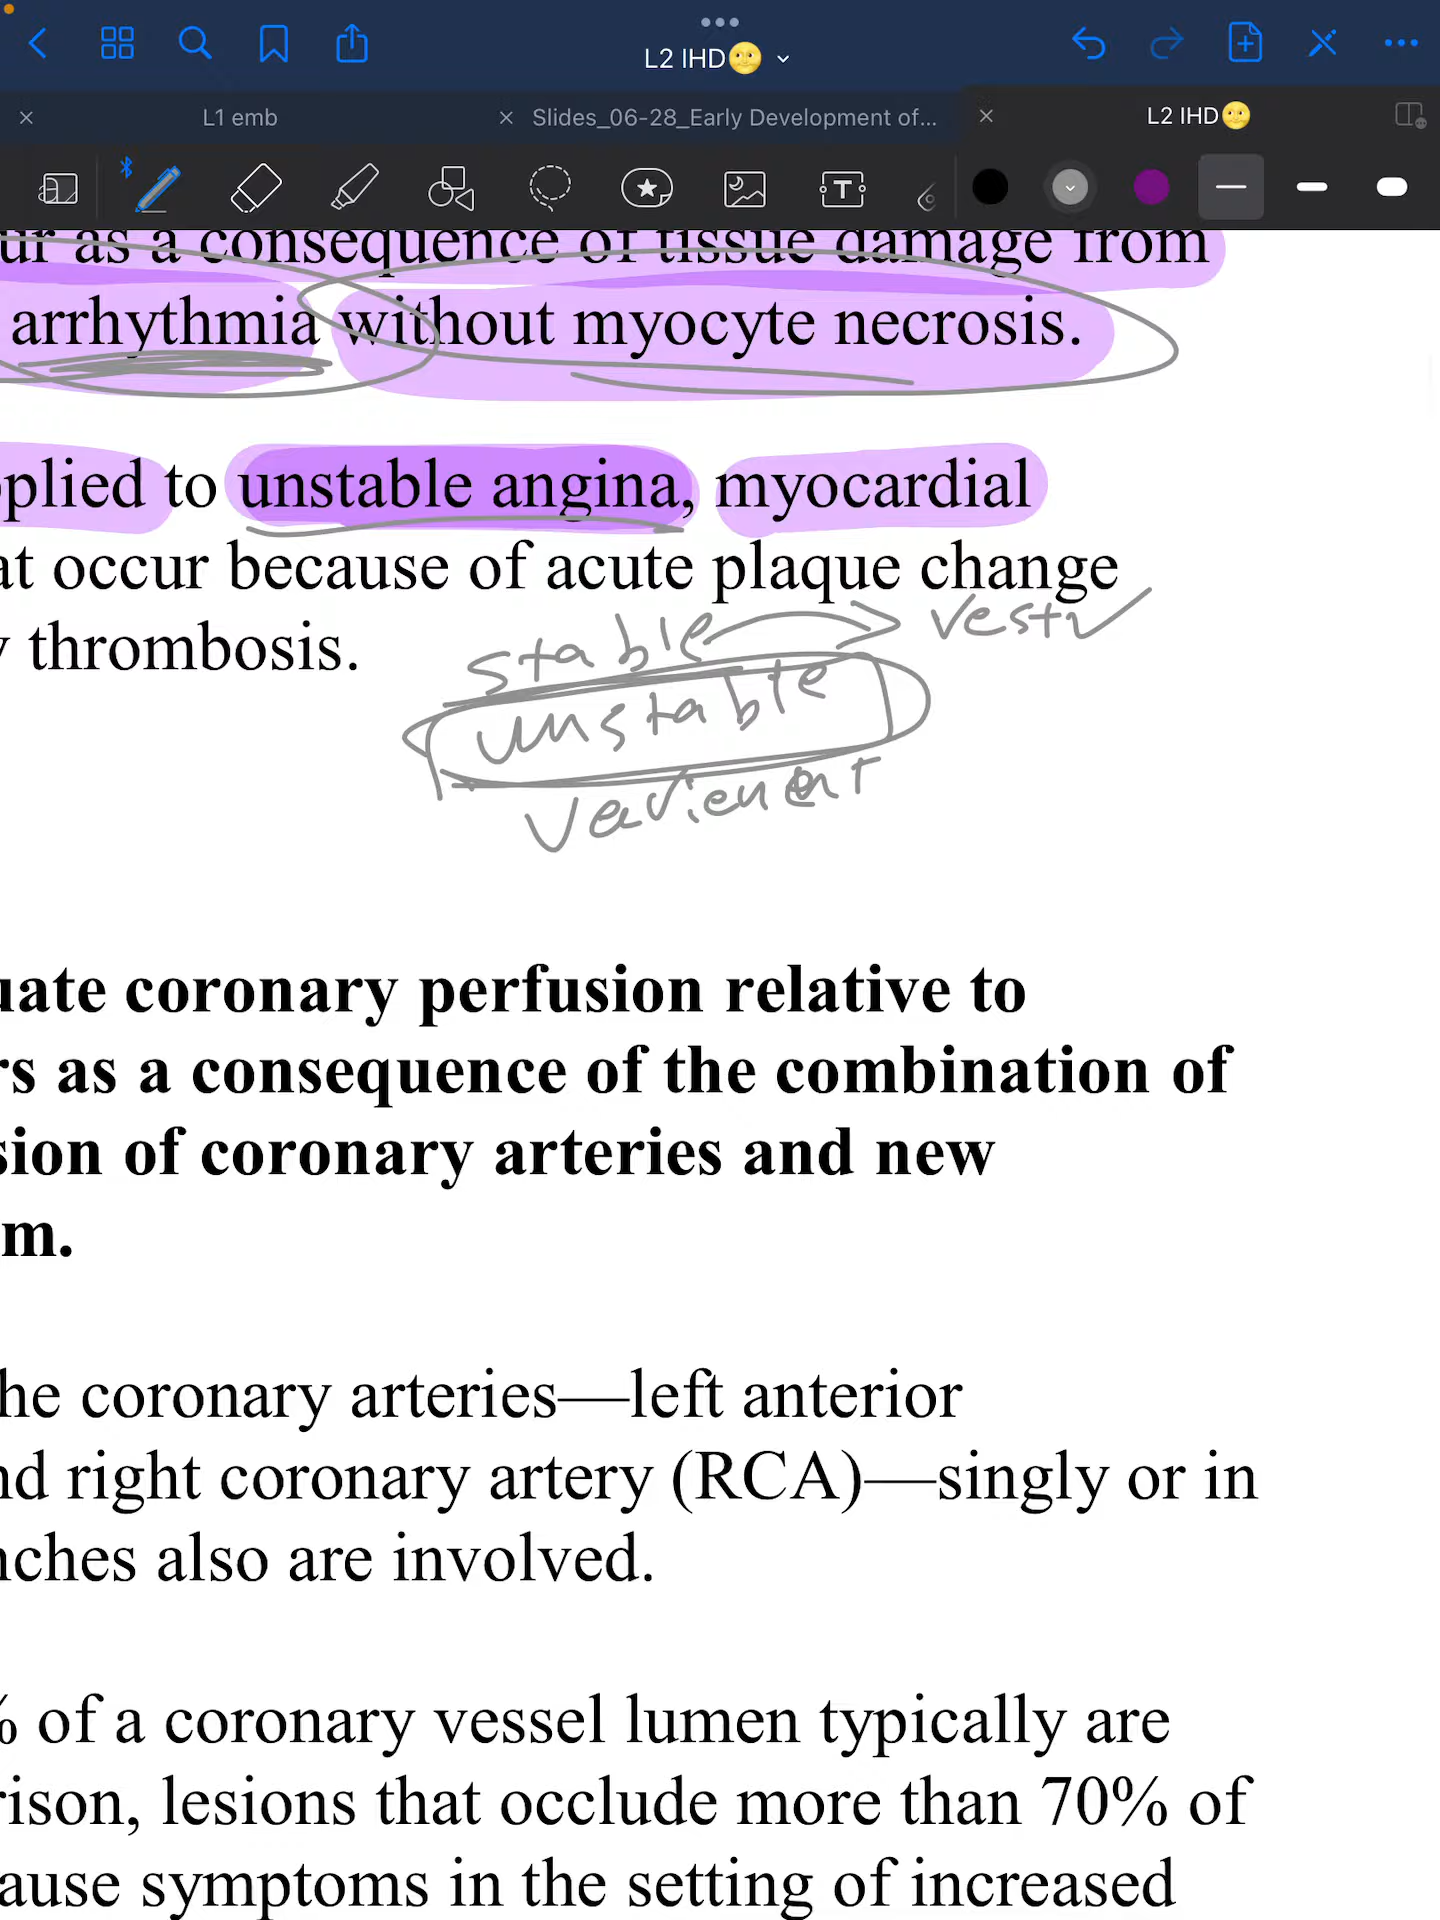 L2 IHD🌝
L1 emb
Slides_06-28_Early Development of...
L2 IHD🌝
ur as a consequence of tissue damage from
arrhythmia without myocyte necrosis.
plied to unstable angina, myocardial
at occur because of acute plaque change
y thrombosis.
stable
unstable
uate coronary perfusion relative to
rs as a consequence of the combination of
sion of coronary arteries and new
m.
he coronary arteries—left anterior
nd right coronary artery (RCA)—singly or in
nches also are involved.
% of a coronary vessel lumen typically are
rison, lesions that occlude more than 70% of
ause symptoms in the setting of increased